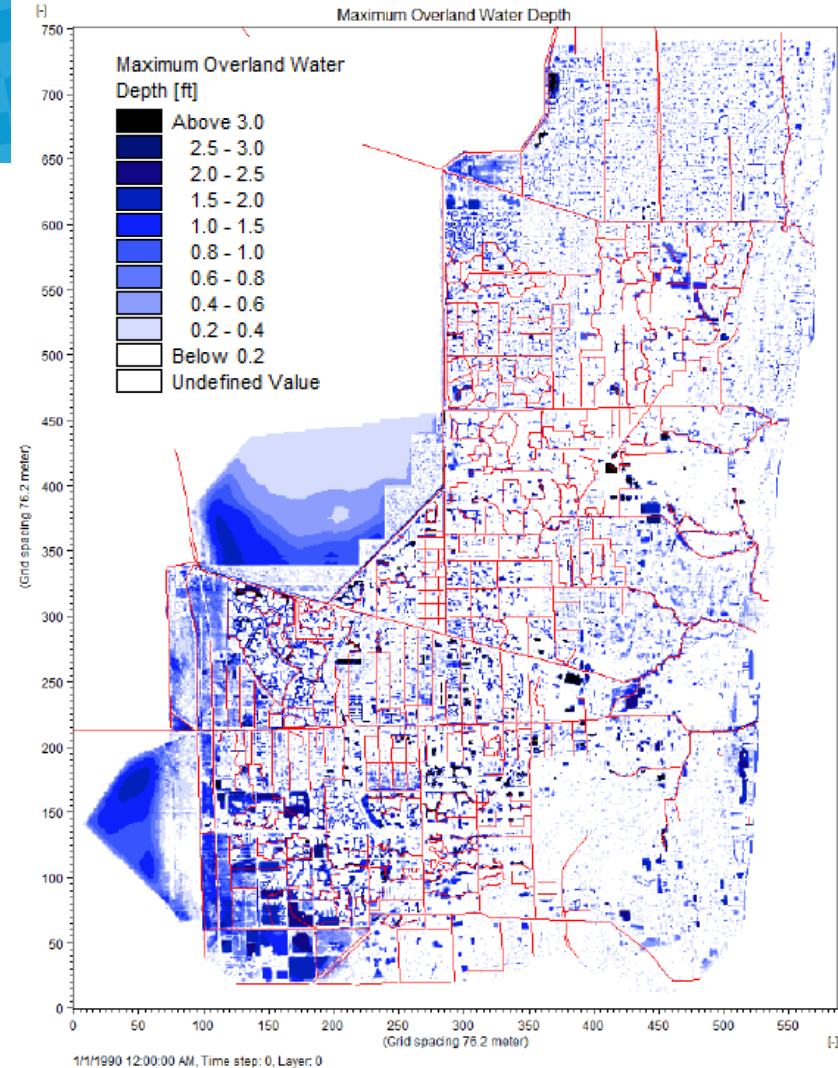 [-]
Maximum Overland Water Depth
Maximum Overland Water
Depth [ft]
Above 3.0
2.5 - 3.0
2.0 - 2.5
1.5 - 2.0
1.0 - 1.5
0.8 - 1.0
0.6 - 0.8
0.4 - 0.6
0.2 - 0.4
Below 0.2
Undefined Value
750
700
650
600
550
500
450
400
350
300
250
200
150
100
50
0
(Grid spacing 76.2 meter)
0 50 100 150 200 250 300 350 400 450 500 550
(Grid spacing 76.2 meter)
[-]
1/1/1990 12:00:00 AM, Time step: 0, Layer: 0